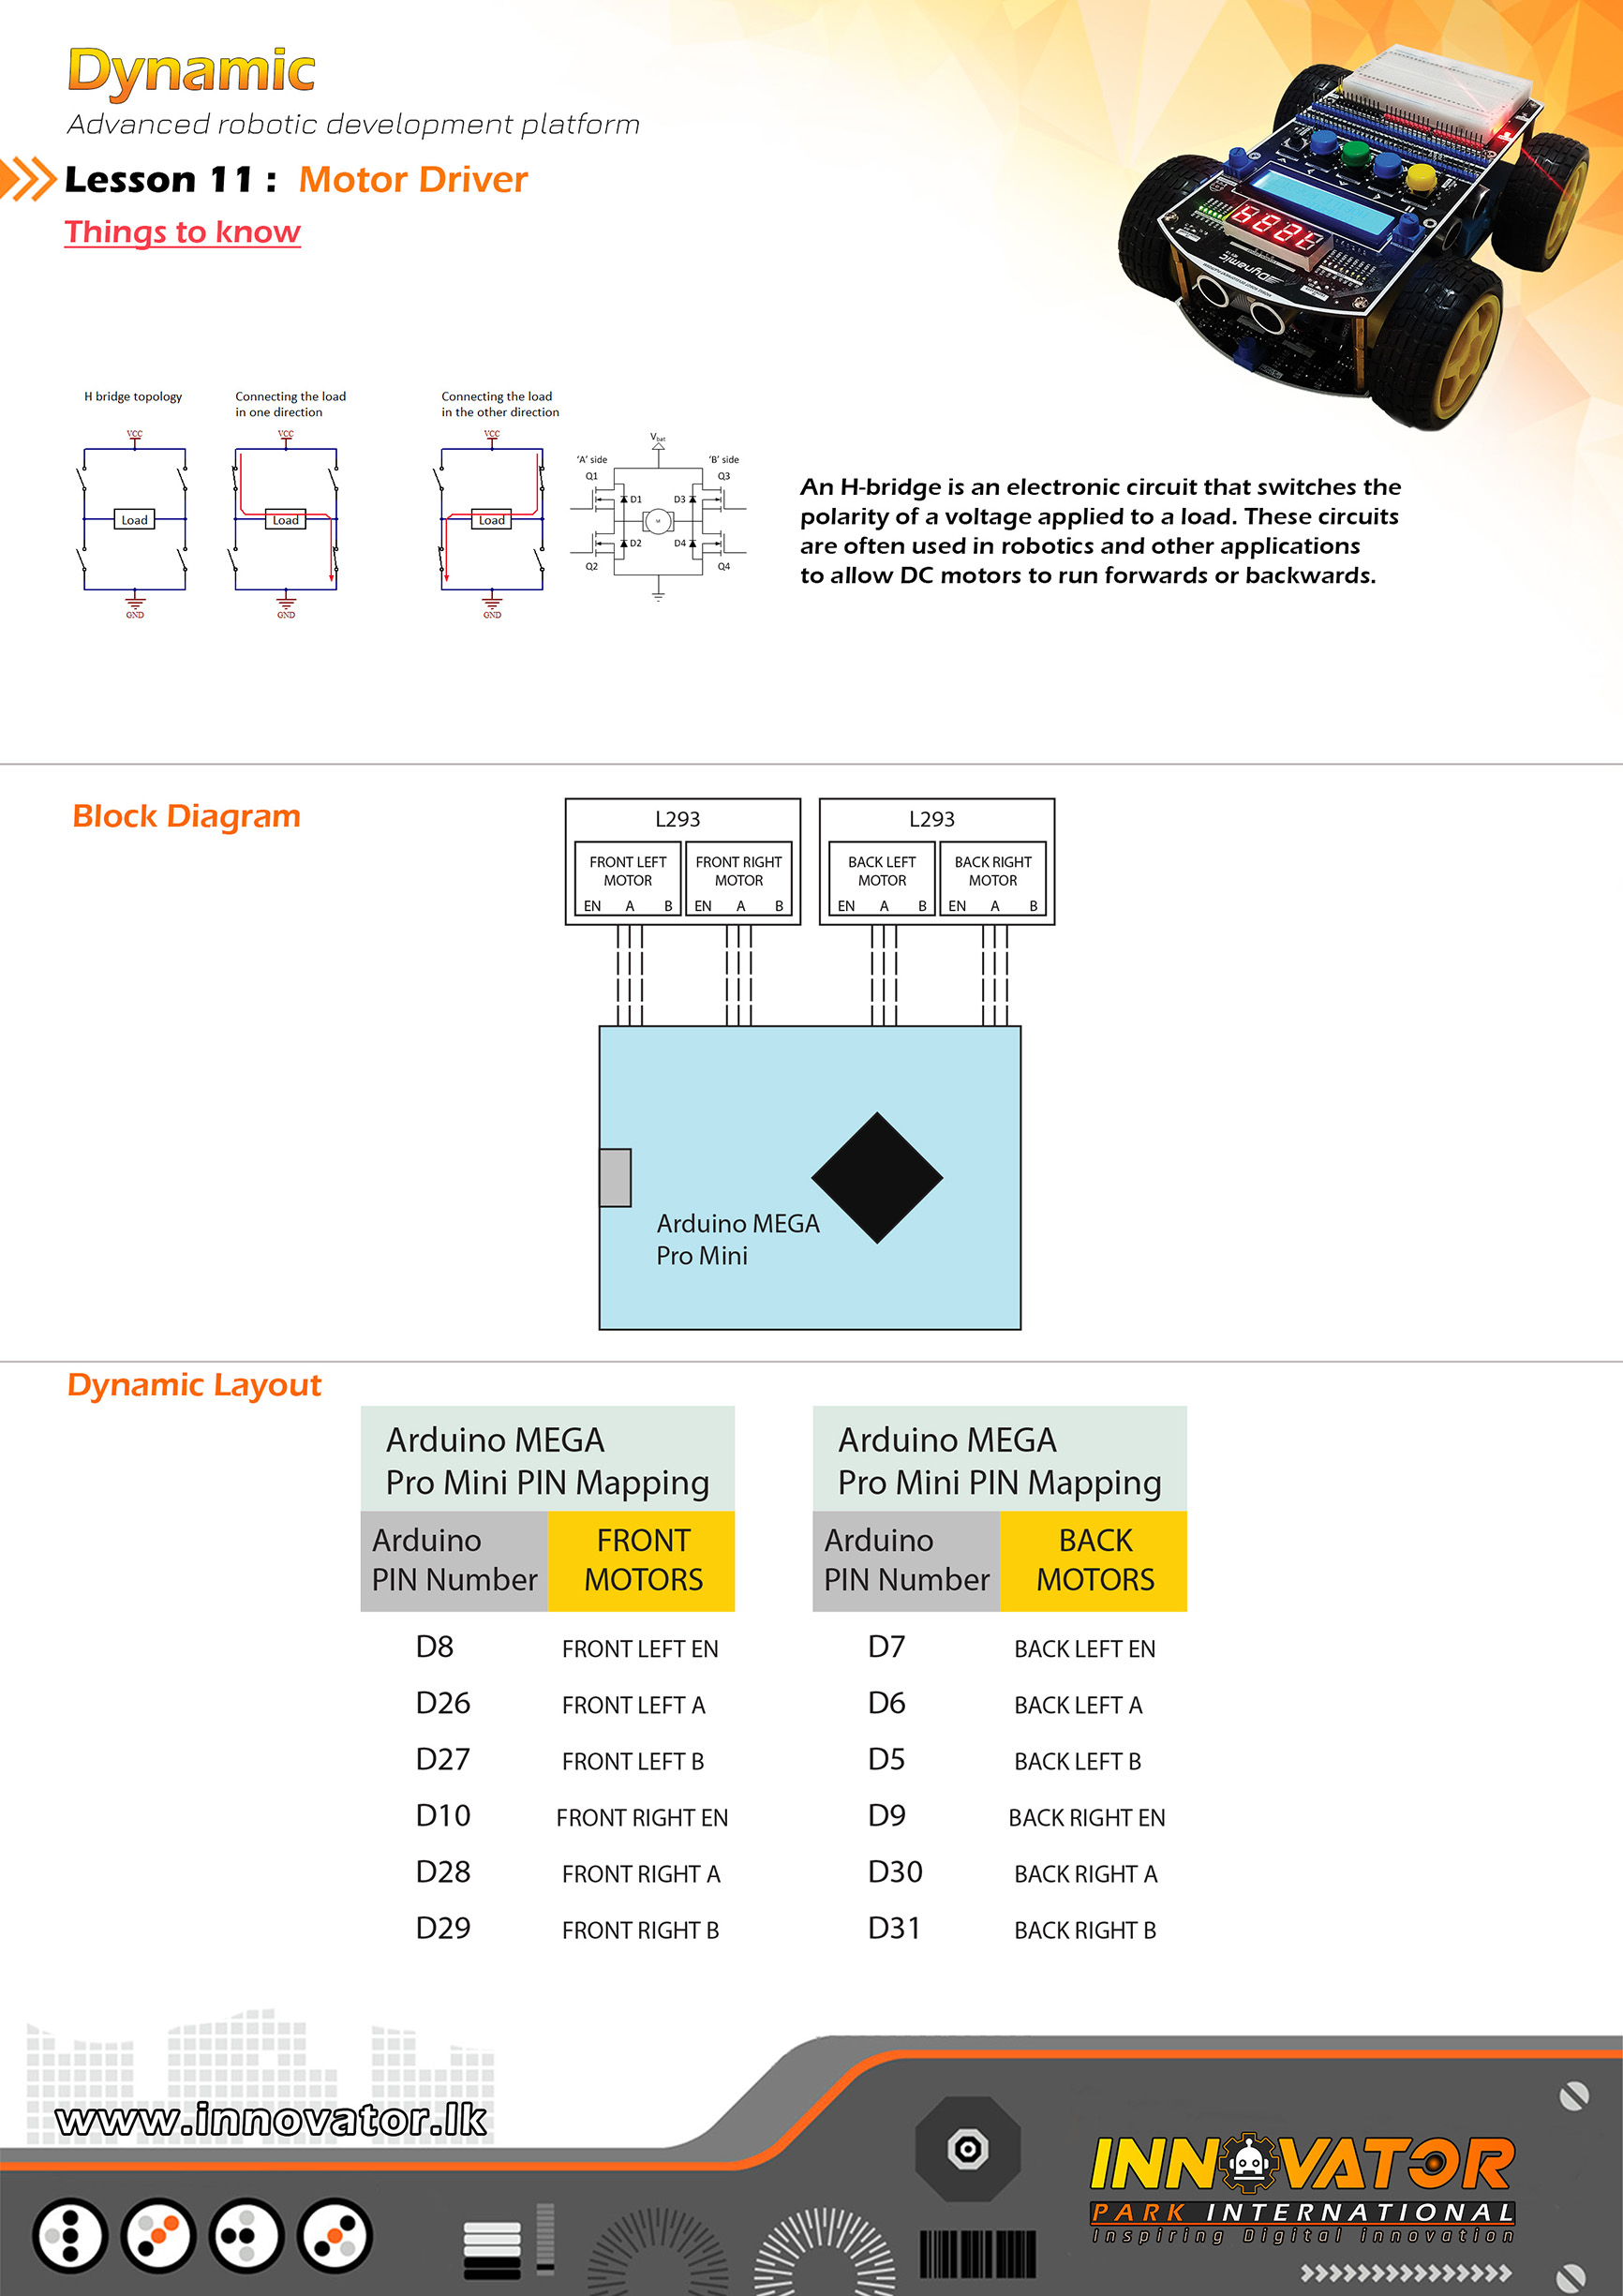 Dynamic
Advanced robotic development platform
Lesson 11 : Motor Driver
Things to know
H bridge topology
Connecting the load
in one direction
Connecting the load
in the other direction
VCC
VCC
VCC
Load
Load
Load
GND
GND
GND
Vbat
'A' side
'B' side
Q1
Q3
D1
D3
M
D2
D4
Q2
Q4
An H-bridge is an electronic circuit that switches the
polarity of a voltage applied to a load. These circuits
are often used in robotics and other applications
to allow DC motors to run forwards or backwards.
Block Diagram
L293
FRONT LEFT
MOTOR
EN A B
FRONT RIGHT
MOTOR
EN A B
L293
BACK LEFT
MOTOR
EN A B
BACK RIGHT
MOTOR
EN A B
Arduino MEGA
Pro Mini
Dynamic Layout
Arduino MEGA
Pro Mini PIN Mapping
Arduino
PIN Number
FRONT
MOTORS
D8 FRONT LEFT EN
D26 FRONT LEFT A
D27 FRONT LEFT B
D10 FRONT RIGHT EN
D28 FRONT RIGHT A
D29 FRONT RIGHT B
Arduino MEGA
Pro Mini PIN Mapping
Arduino
PIN Number
BACK
MOTORS
D7 BACK LEFT EN
D6 BACK LEFT A
D5 BACK LEFT B
D9 BACK RIGHT EN
D30 BACK RIGHT A
D31 BACK RIGHT B
www.innovator.lk
INNOVATOR
PARK INTERNATIONAL
Inspiring Digital innovation